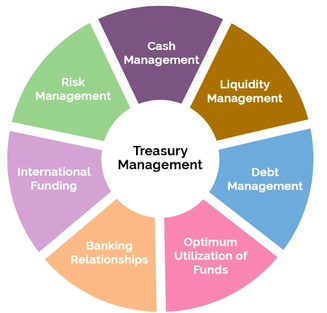 Cash
Management
Liquidity
Management
Debt
Management
Optimum
Utilization of
Funds
Banking
Relationships
International
Funding
Risk
Management
Treasury
Management